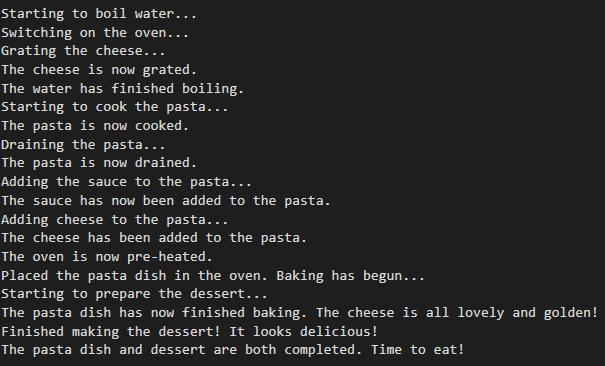 Starting to boil water...
Switching on the oven...
Grating the cheese...
The cheese is now grated.
The water has finished boiling.
Starting to cook the pasta...
The pasta is now cooked.
Draining the pasta...
The pasta is now drained.
Adding the sauce to the pasta...
The sauce has now been added to the pasta.
Adding cheese to the pasta...
The cheese has been added to the pasta.
The oven is now pre-heated.
Placed the pasta dish in the oven. Baking has begun...
Starting to prepare the dessert...
The pasta dish has now finished baking. The cheese is all lovely and golden!
Finished making the dessert! It looks delicious!
The pasta dish and dessert are both completed. Time to eat!